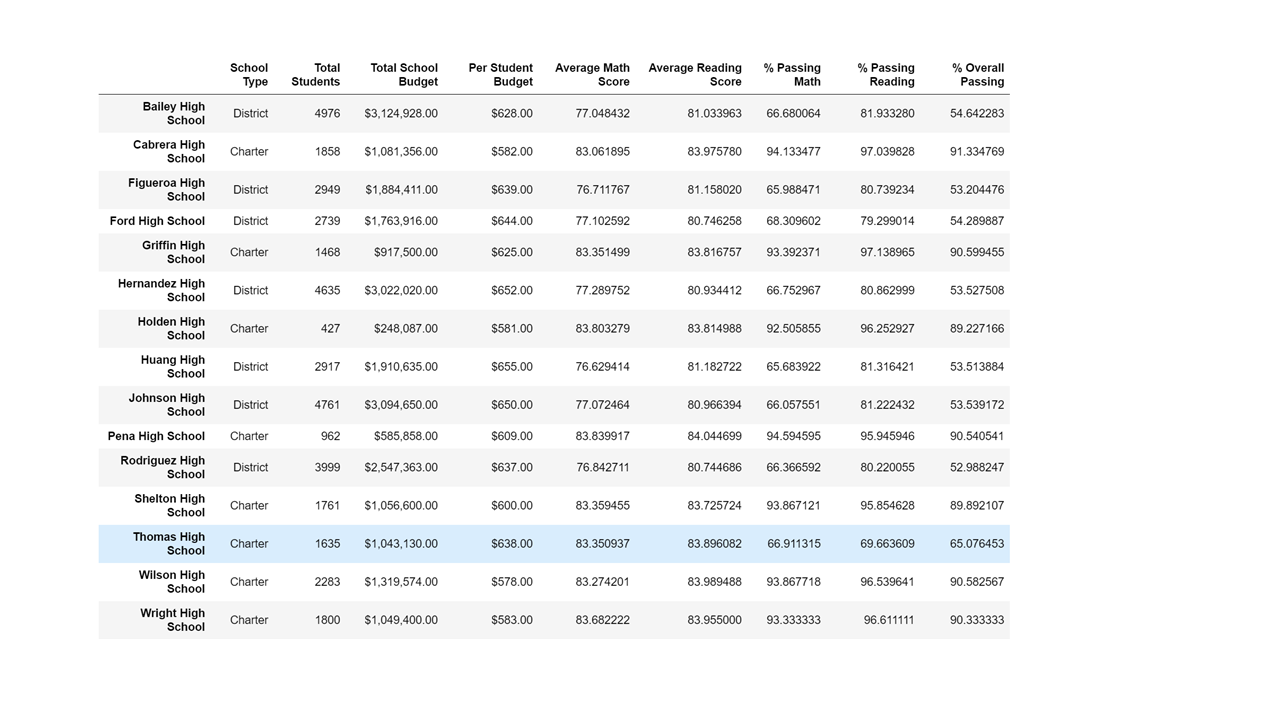 School Type Total Students Total School Budget Per Student Budget Average Math Score Average Reading Score % Passing Math % Passing Reading % Overall Passing
Bailey High School District 4976 $3,124,928.00 $628.00 77.048432 81.033963 66.680064 81.933280 54.642283
Cabrera High School Charter 1858 $1,081,356.00 $582.00 83.061895 83.975780 94.133477 97.039828 91.334769
Figueroa High School District 2949 $1,884,411.00 $639.00 76.711767 81.158020 65.988471 80.739234 53.204476
Ford High School District 2739 $1,763,916.00 $644.00 77.102592 80.746258 68.309602 79.299014 54.289887
Griffin High School Charter 1468 $917,500.00 $625.00 83.351499 83.816757 93.392371 97.138965 90.599455
Hernandez High School District 4635 $3,022,020.00 $652.00 77.289752 80.934412 66.752967 80.862999 53.527508
Holden High School Charter 427 $248,087.00 $581.00 83.803279 83.814988 92.505855 96.252927 89.227166
Huang High School District 2917 $1,910,635.00 $655.00 76.629414 81.182722 65.683922 81.316421 53.513884
Johnson High School District 4761 $3,094,650.00 $650.00 77.072464 80.966394 66.057551 81.222432 53.539172
Pena High School Charter 962 $585,858.00 $609.00 83.839917 84.044699 94.594595 95.945946 90.540541
Rodriguez High School District 3999 $2,547,363.00 $637.00 76.842711 80.744686 66.366592 80.220055 52.988247
Shelton High School Charter 1761 $1,056,600.00 $600.00 83.359455 83.725724 93.867121 95.854628 89.892107
Thomas High School Charter 1635 $1,043,130.00 $638.00 83.350937 83.896082 66.911315 69.663609 65.076453
Wilson High School Charter 2283 $1,319,574.00 $578.00 83.274201 83.989488 93.867718 96.539641 90.582567
Wright High School Charter 1800 $1,049,400.00 $583.00 83.682222 83.955000 93.333333 96.611111 90.333333